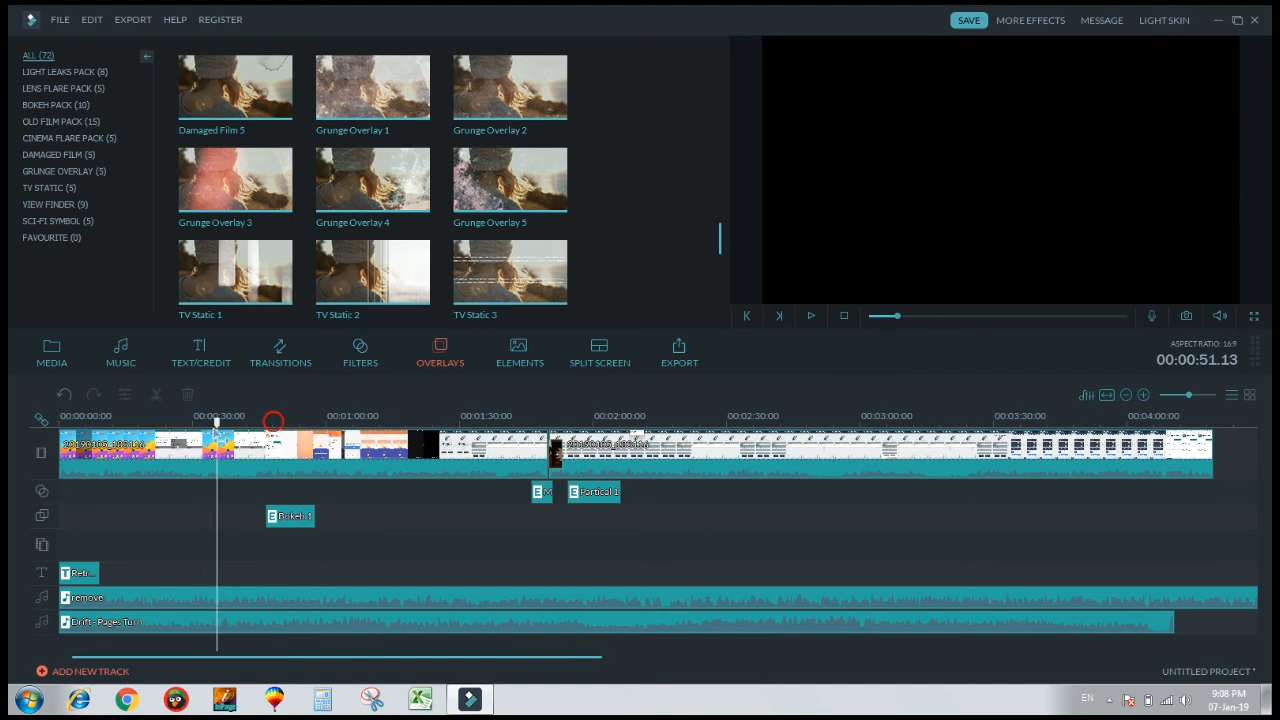 FILE EDIT EXPORT HELP REGISTER SAVE MORE EFFECTS MESSAGE LIGHT SKIN
ALL (72)
LIGHT LEAKS PACK (8)
LENS FLARE PACK (5)
BOKEH PACK (10)
OLD FILM PACK (15)
CINEMA FLARE PACK (5)
DAMAGED FILM (5)
GRUNGE OVERLAY (5)
TV STATIC (5)
VIEW FINDER (9)
SCI-FI SYMBOL (5)
FAVOURITE (0)
Damaged Film 5 Grunge Overlay 1 Grunge Overlay 2
Grunge Overlay 3 Grunge Overlay 4 Grunge Overlay 5
TV Static 1 TV Static 2 TV Static 3
MEDIA MUSIC TEXT/CREDIT TRANSITIONS FILTERS OVERLAYS ELEMENTS SPLIT SCREEN EXPORT
ASPECT RATIO: 16:9
00:00:51.13
00:00:00:00 00:00:30:00 00:01:00:00 00:01:30:00 00:02:00:00 00:02:30:00 00:03:00:00 00:03:30:00 00:04:00:00
E M E Partical 1
E Bokeh 1
T Retr...
remove
Drift - Pages Turn
ADD NEW TRACK UNTITLED PROJECT *
InPage EN 9:08 PM
07-Jan-19